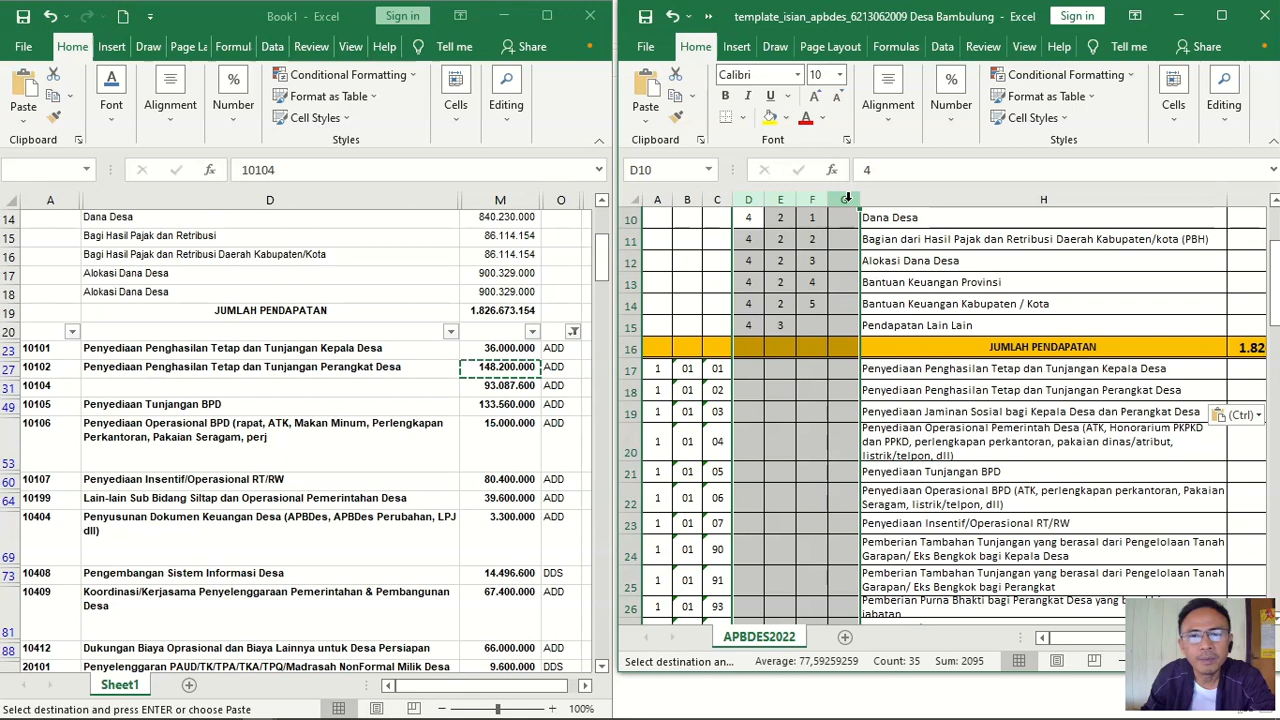 Book1 - Excel
Sign in
File Home Insert Draw Page La Formul Data Review View Help Tell me Share
Paste
Clipboard
Font
Alignment
%
Number
Conditional Formatting
Format as Table
Cell Styles
Styles
Cells
Editing
fx 10104
A D M O
14 Dana Desa 840.230.000
15 Bagi Hasil Pajak dan Retribusi 86.114.154
16 Bagi Hasil Pajak dan Retribusi Daerah Kabupaten/Kota 86.114.154
17 Alokasi Dana Desa 900.329.000
18 Alokasi Dana Desa 900.329.000
19 JUMLAH PENDAPATAN 1.826.673.154
20
23 10101 Penyediaan Penghasilan Tetap dan Tunjangan Kepala Desa 36.000.000 ADD
27 10102 Penyediaan Penghasilan Tetap dan Tunjangan Perangkat Desa 148.200.000 ADD
31 10104 93.087.600 ADD
49 10105 Penyediaan Tunjangan BPD 133.560.000 ADD
10106 Penyediaan Operasional BPD (rapat, ATK, Makan Minum, Perlengkapan 15.000.000 ADD
Perkantoran, Pakaian Seragam, perj
53
60 10107 Penyediaan Insentif/Operasional RT/RW 80.400.000 ADD
64 10199 Lain-lain Sub Bidang Siltap dan Operasional Pemerintahan Desa 39.600.000 ADD
10404 Penyusunan Dokumen Keuangan Desa (APBDes, APBDes Perubahan, LPJ 3.300.000 ADD
dll)
69
73 10408 Pengembangan Sistem Informasi Desa 14.496.600 DDS
10409 Koordinasi/Kerjasama Penyelenggaraan Pemerintahan & Pembangunan 67.400.000 ADD
Desa
81
88 10412 Dukungan Biaya Oprasional dan Biaya Lainnya untuk Desa Persiapan 66.000.000 ADD
20101 Penyelenggaran PAUD/TK/TPA/TKA/TPQ/Madrasah NonFormal Milik Desa 9.600.000 DDS
Sheet1
Select destination and press ENTER or choose Paste
100%
template_isian_apbdes_6213062009 Desa Bambulung - Excel
Sign in
File Home Insert Draw Page Layout Formulas Data Review View Help Tell me Share
Paste
Clipboard
Calibri 10
B I U A A
A
Font
Alignment
%
Number
Conditional Formatting
Format as Table
Cell Styles
Styles
Cells
Editing
D10 fx 4
A B C D E F G H
10 4 2 1 Dana Desa
11 4 2 2 Bagian dari Hasil Pajak dan Retribusi Daerah Kabupaten/kota (PBH)
12 4 2 3 Alokasi Dana Desa
13 4 2 4 Bantuan Keuangan Provinsi
14 4 2 5 Bantuan Keuangan Kabupaten / Kota
15 4 3 Pendapatan Lain Lain
16 JUMLAH PENDAPATAN 1.82
17 1 01 01 Penyediaan Penghasilan Tetap dan Tunjangan Kepala Desa
18 1 01 02 Penyediaan Penghasilan Tetap dan Tunjangan Perangkat Desa
19 1 01 03 Penyediaan Jaminan Sosial bagi Kepala Desa dan Perangkat Desa
(Ctrl)
Penyediaan Operasional Pemerintah Desa (ATK, Honorarium PKPKD
20 1 01 04 dan PPKD, perlengkapan perkantoran, pakaian dinas/atribut,
listrik/telpon, dll)
21 1 01 05 Penyediaan Tunjangan BPD
22 1 01 06 Penyediaan Operasional BPD (ATK, perlengkapan perkantoran, Pakaian
Seragam, listrik/telpon, dll)
23 1 01 07 Penyediaan Insentif/Operasional RT/RW
24 1 01 90 Pemberian Tambahan Tunjangan yang berasal dari Pengelolaan Tanah
Garapan/ Eks Bengkok bagi Kepala Desa
25 1 01 91 Pemberian Tambahan Tunjangan yang berasal dari Pengelolaan Tanah
Garapan/ Eks Bengkok bagi Perangkat
26 1 01 93 Pemberian Purna Bhakti bagi Perangkat Desa yang
jabatan
APBDES2022
Select destination an... Average: 77,59259259 Count: 35 Sum: 2095